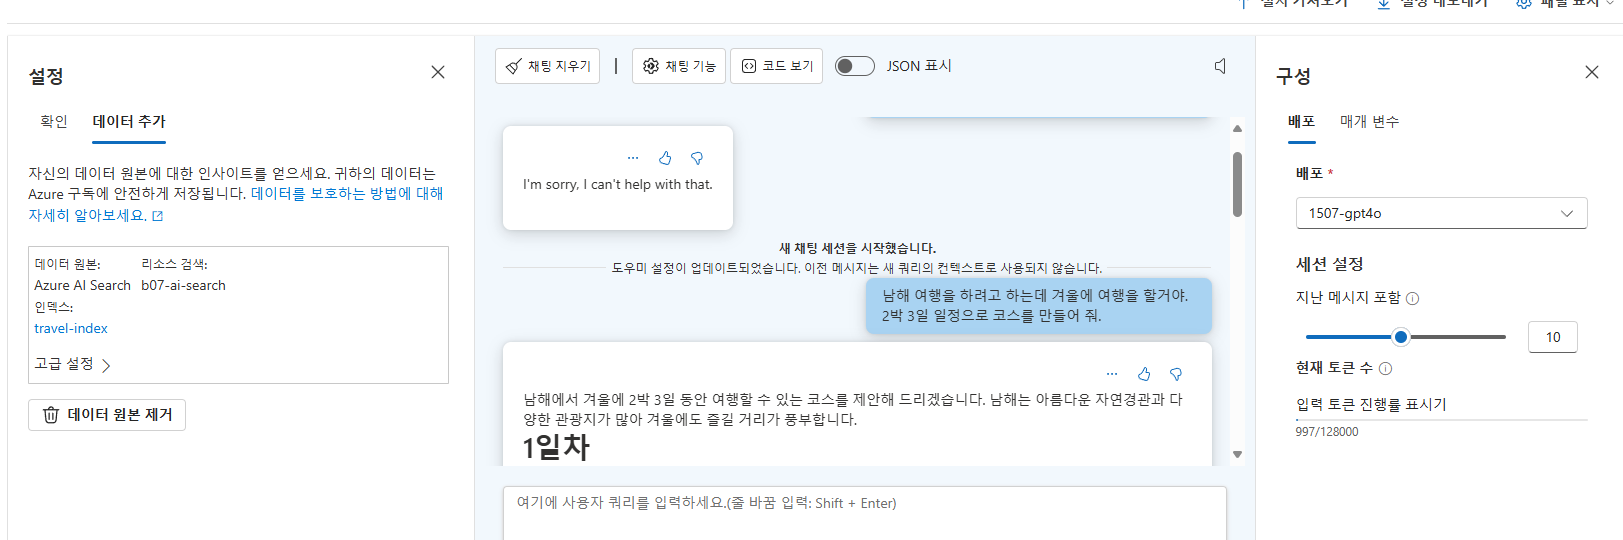 설정
확인 데이터 추가
자신의 데이터 원본에 대한 인사이트를 얻으세요. 귀하의 데이터는
Azure 구독에 안전하게 저장됩니다. 데이터를 보호하는 방법에 대해
자세히 알아보세요.
데이터 원본: 리소스 검색:
Azure AI Search b07-ai-search
인덱스:
travel-index
고급 설정
데이터 원본 제거
채팅 지우기 | 채팅 기능 코드 보기 JSON 표시
I'm sorry, I can't help with that.
새 채팅 세션을 시작했습니다.
도우미 설정이 업데이트되었습니다. 이전 메시지는 새 쿼리의 컨텍스트로 사용되지 않습니다.
남해 여행을 하려고 하는데 겨울에 여행을 할거야.
2박 3일 일정으로 코스를 만들어 줘.
남해에서 겨울에 2박 3일 동안 여행할 수 있는 코스를 제안해 드리겠습니다. 남해는 아름다운 자연경관과 다
양한 관광지가 많아 겨울에도 즐길 거리가 풍부합니다.
1일차
여기에 사용자 쿼리를 입력하세요.(줄 바꿈 입력: Shift + Enter)
구성
배포 매개 변수
배포 *
1507-gpt4o
세션 설정
지난 메시지 포함
10
현재 토큰 수
입력 토큰 진행률 표시기
997/128000